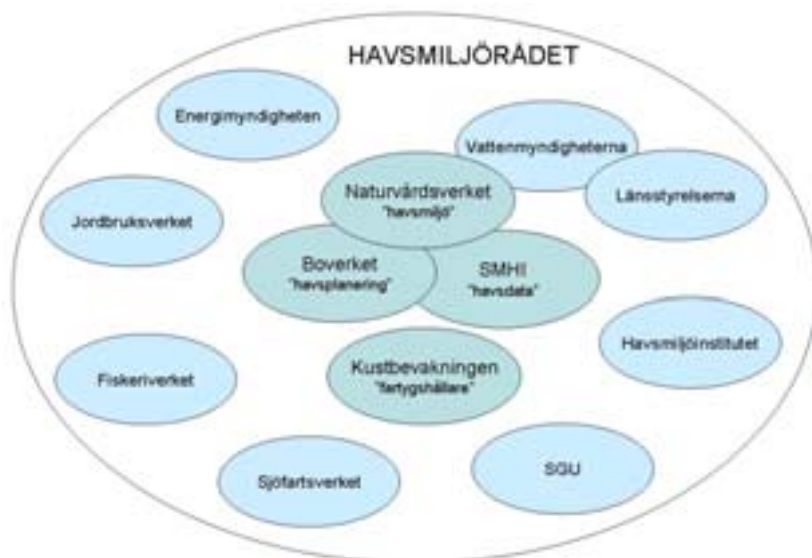 HAVSMILJÖRÅDET
Energimyndigheten
Vattenmyndigheterna
Naturvårdsverket
"havsmiljö"
Länsstyrelserna
Jordbruksverket
Boverket
"havsplanering"
SMHI
"havsdata"
Havsmiljöinstitutet
Kustbevakningen
"fartygshållare"
Fiskeriverket
Sjöfartsverket
SGU